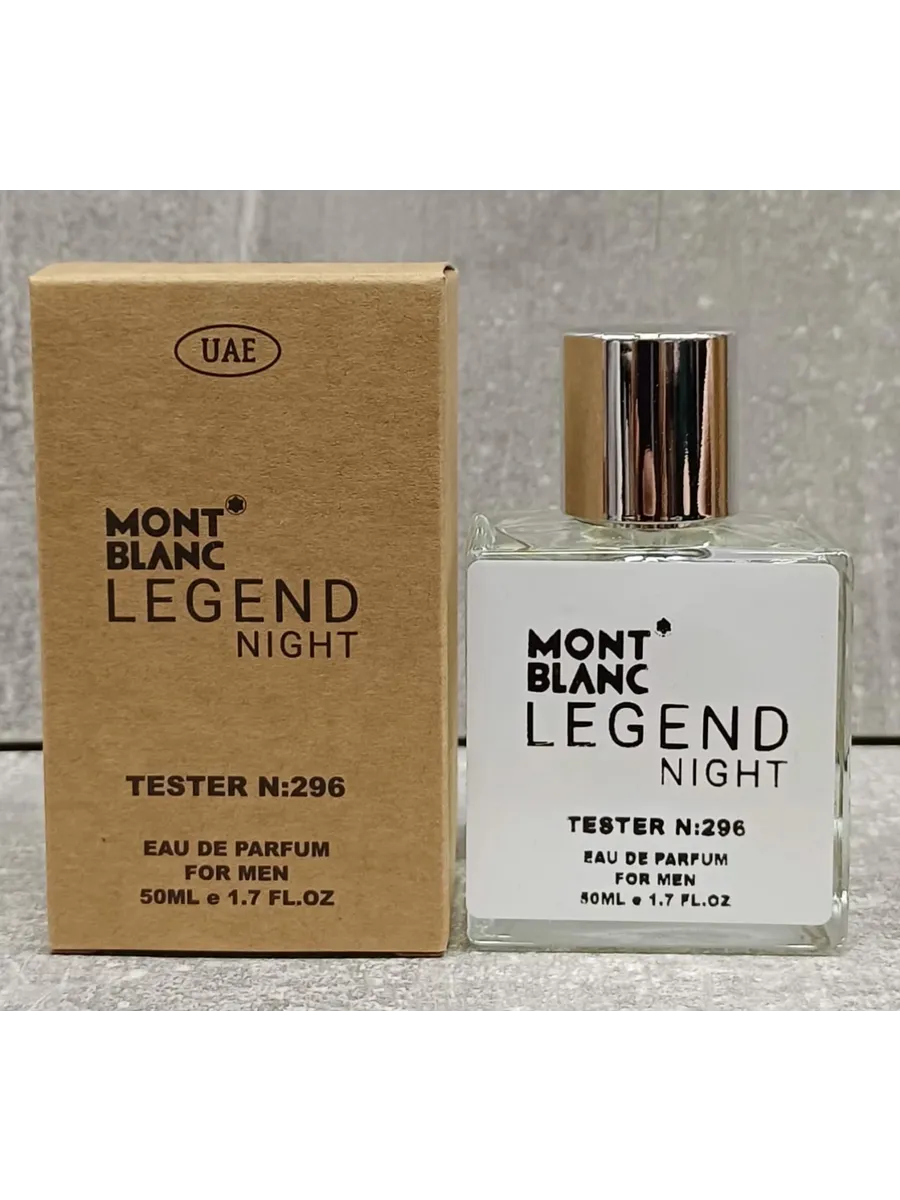 UAE
MONT
BLANC
LEGEND
NIGHT
TESTER N:296
EAU DE PARFUM
FOR MEN
50ML e 1.7 FL.OZ
MONT
BLANC
LEGEND
NIGHT
TESTER N:296
EAU DE PARFUM
FOR MEN
50ML e 1.7 FL.OZ